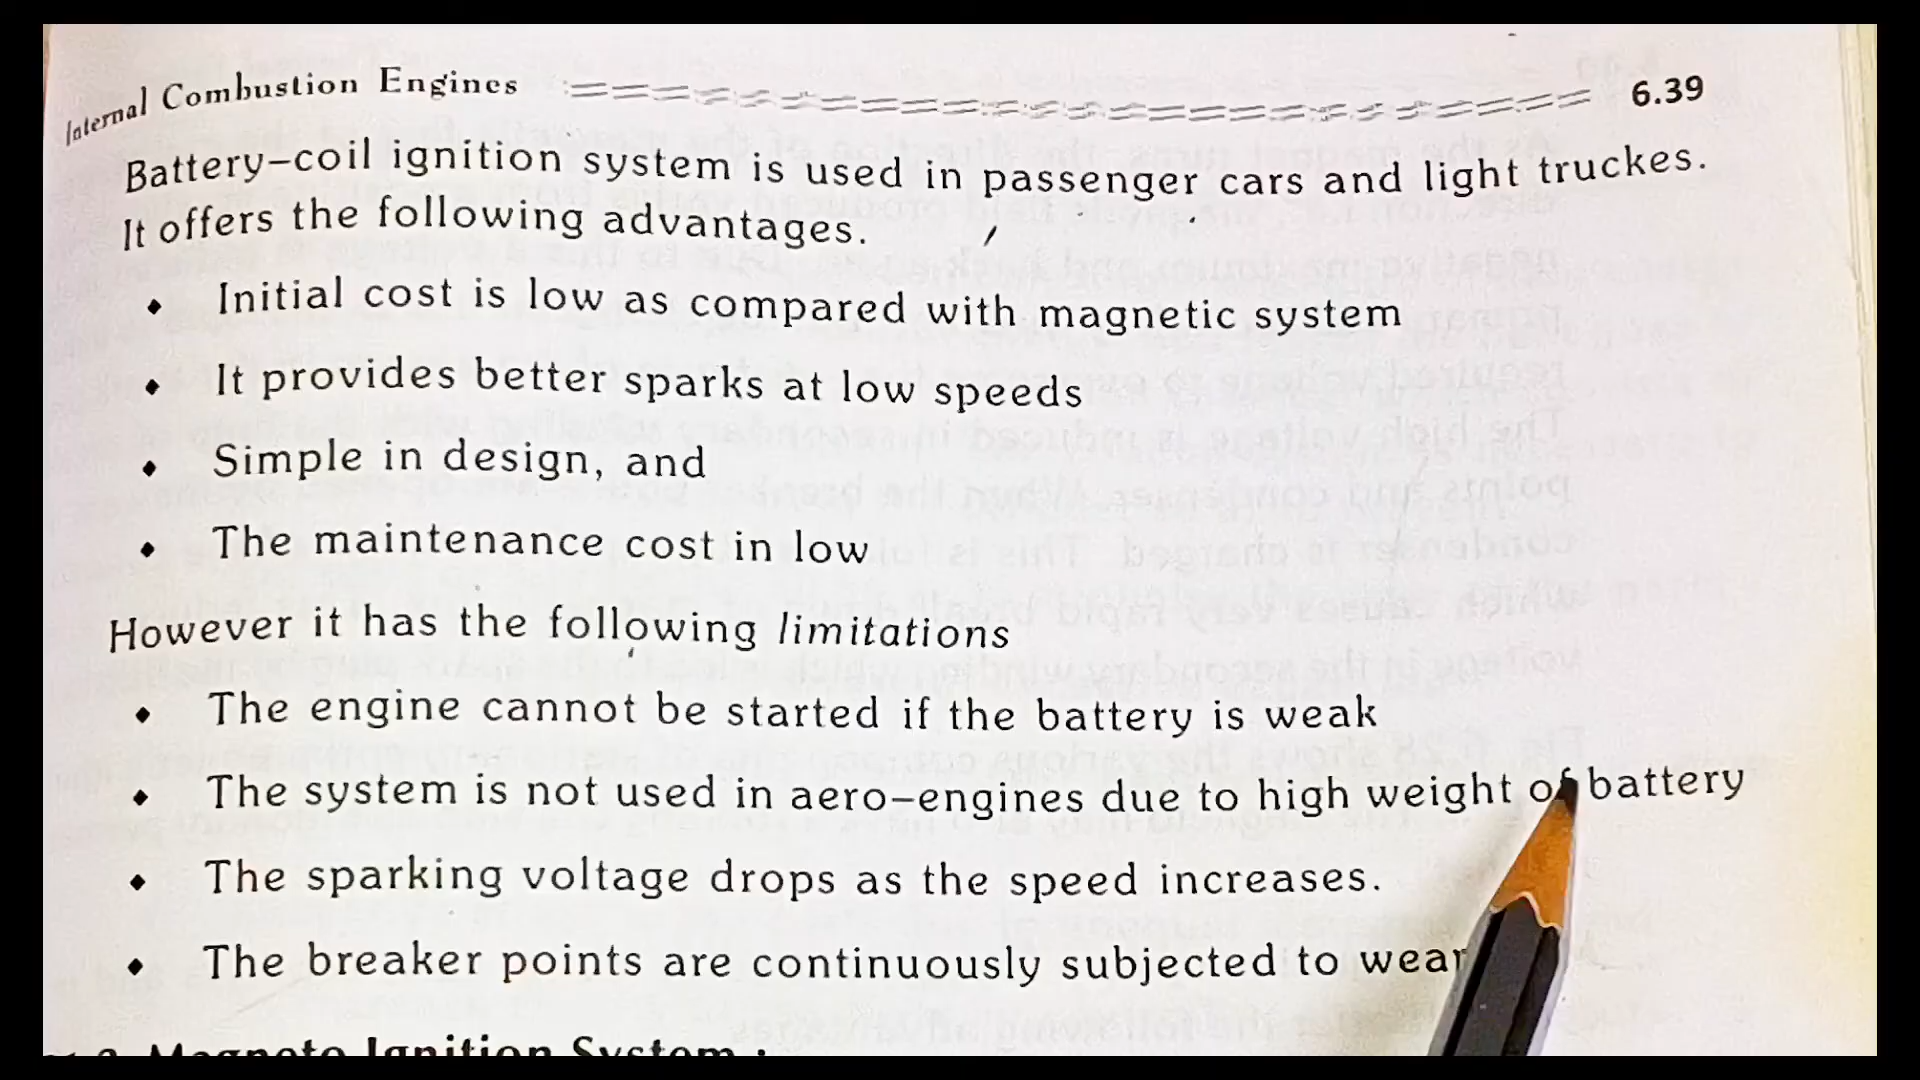 Internal Combustion Engines 6.39
Battery-coil ignition system is used in passenger cars and light truckes.
It offers the following advantages.
♦ Initial cost is low as compared with magnetic system
♦ It provides better sparks at low speeds
♦ Simple in design, and
♦ The maintenance cost in low
However it has the following limitations
♦ The engine cannot be started if the battery is weak
♦ The system is not used in aero-engines due to high weight of battery
♦ The sparking voltage drops as the speed increases.
♦ The breaker points are continuously subjected to wear
Magneto Ignition System :